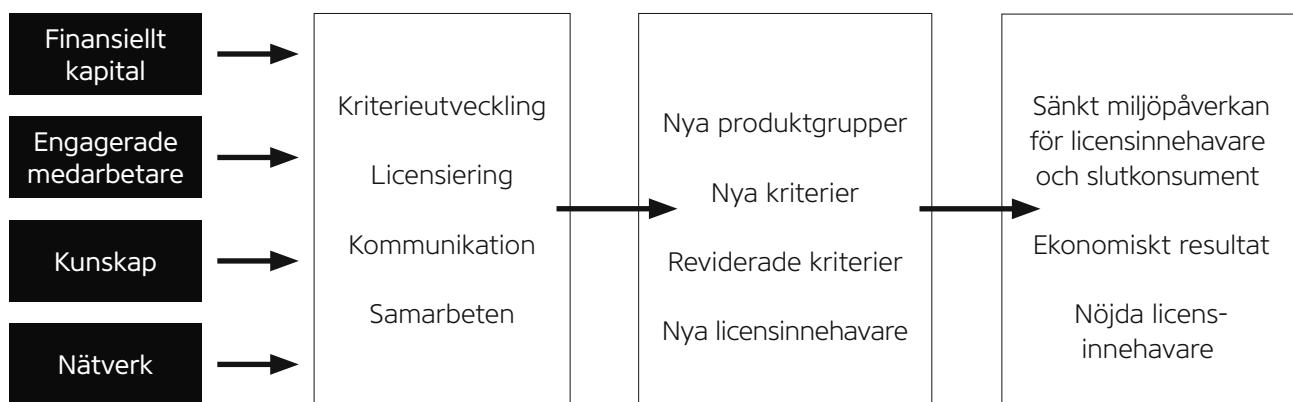 Finansiellt
kapital
Engagerade
medarbetare
Kunskap
Nätverk
Kriterieutveckling
Licensiering
Kommunikation
Samarbeten
Nya produktgrupper
Nya kriterier
Reviderade kriterier
Nya licensinnehavare
Sänkt miljöpåverkan
för licensinnehavare
och slutkonsument
Ekonomiskt resultat
Nöjda licens-
innehavare